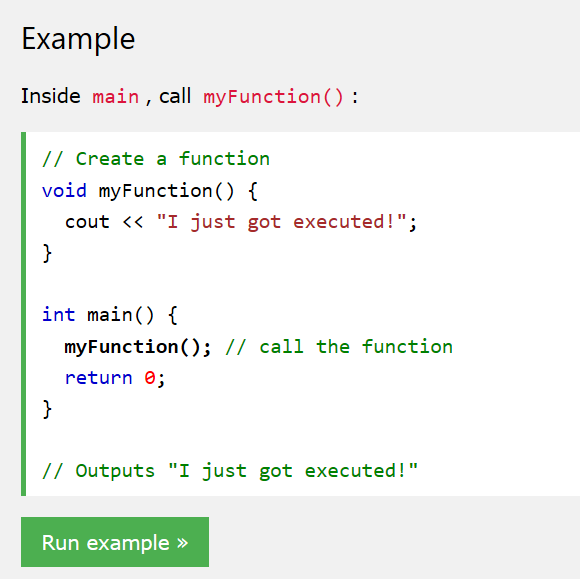 Example
Inside main , call myFunction() :
// Create a function
void myFunction() {
  cout << "I just got executed!";
}
int main() {
  myFunction(); // call the function
  return 0;
}
// Outputs "I just got executed!"
Run example »